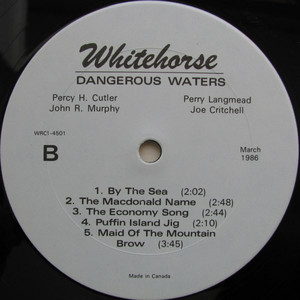 Whitehorse
DANGEROUS WATERS
Percy H. Cutler
John R. Murphy
Perry Langmead
Joe Critchell
WRC1-4501
B
March
1986
1. By The Sea (2:02)
2. The Macdonald Name (2:48)
3. The Economy Song (2:44)
4. Puffin Island Jig (2:10)
5. Maid Of The Mountain
Brow (3:45)
Made in Canada